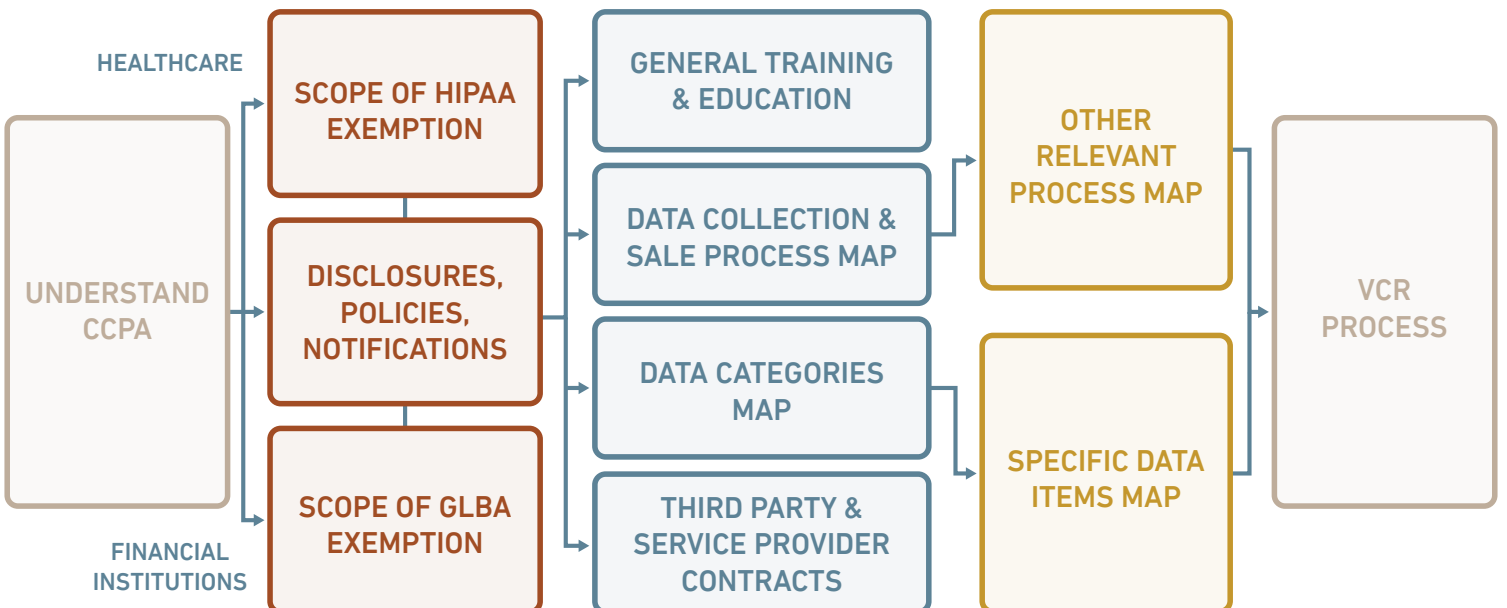 HEALTHCARE
UNDERSTAND
CCPA
FINANCIAL
INSTITUTIONS
SCOPE OF HIPAA
EXEMPTION
DISCLOSURES,
POLICIES,
NOTIFICATIONS
SCOPE OF GLBA
EXEMPTION
GENERAL TRAINING
& EDUCATION
DATA COLLECTION &
SALE PROCESS MAP
DATA CATEGORIES
MAP
THIRD PARTY &
SERVICE PROVIDER
CONTRACTS
OTHER
RELEVANT
PROCESS MAP
SPECIFIC DATA
ITEMS MAP
VCR
PROCESS